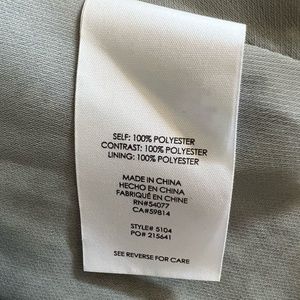 SELF: 100% POLYESTER
CONTRAST: 100% POLYESTER
LINING: 100% POLYESTER
MADE IN CHINA
HECHO EN CHINA
FABRIQUÉ EN CHINE
RN#54077
CA#59814
STYLE# 5104
PO# 215641
SEE REVERSE FOR CARE